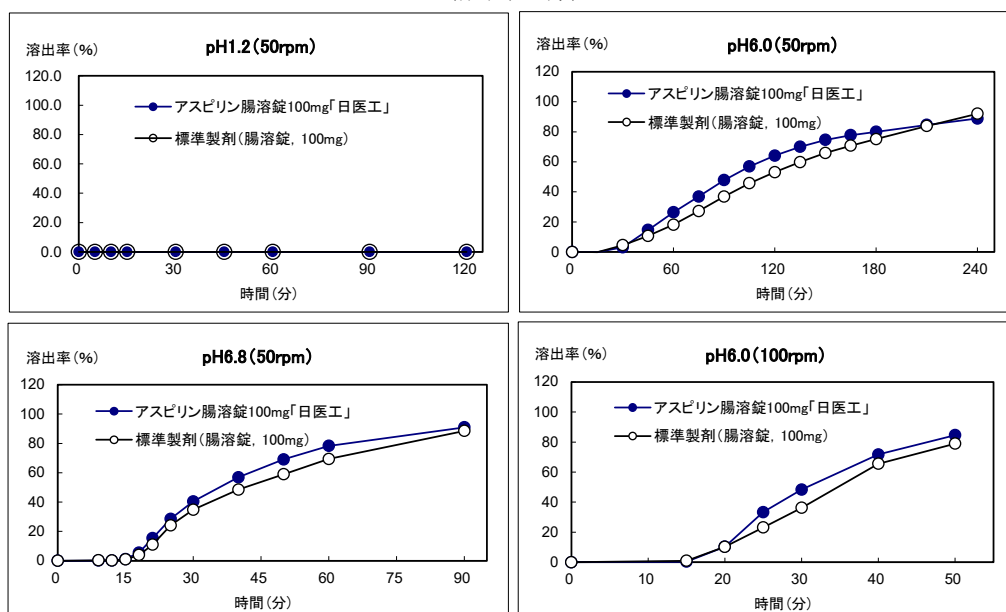 溶出率(%)
pH1.2(50rpm)
120.0
100.0
80.0
60.0
40.0
20.0
0.0
アスピリン腸溶錠100mg「日医工」
標準製剤(腸溶錠, 100mg)
0 30 60 90 120
時間(分)
溶出率(%)
pH6.0(50rpm)
120
100
80
60
40
20
0
アスピリン腸溶錠100mg「日医工」
標準製剤(腸溶錠, 100mg)
0 60 120 180 240
時間(分)
溶出率(%)
pH6.8(50rpm)
120
100
80
60
40
20
0
アスピリン腸溶錠100mg「日医工」
標準製剤(腸溶錠, 100mg)
0 15 30 45 60 75 90
時間(分)
溶出率(%)
pH6.0(100rpm)
120
100
80
60
40
20
0
アスピリン腸溶錠100mg「日医工」
標準製剤(腸溶錠, 100mg)
0 10 20 30 40 50
時間(分)